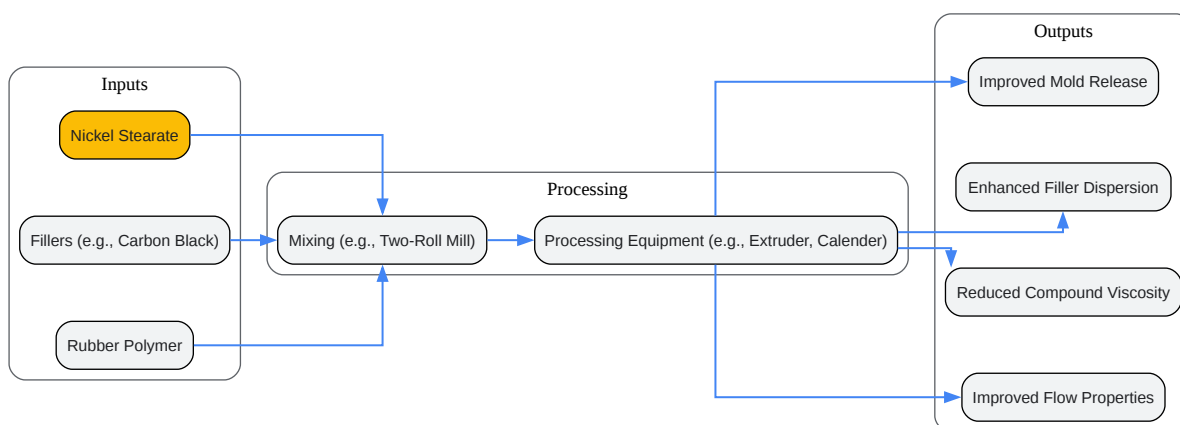 Inputs
Nickel Stearate
Fillers (e.g., Carbon Black)
Rubber Polymer
Processing
Mixing (e.g., Two-Roll Mill)
Processing Equipment (e.g., Extruder, Calender)
Outputs
Improved Mold Release
Enhanced Filler Dispersion
Reduced Compound Viscosity
Improved Flow Properties